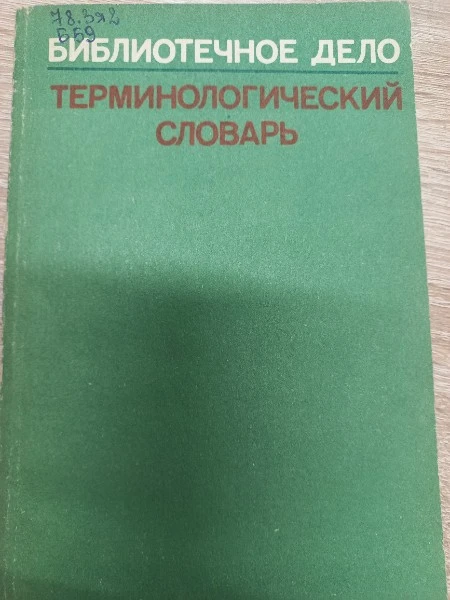 78.3я2
Б59
БИБЛИОТЕЧНОЕ ДЕЛО
ТЕРМИНОЛОГИЧЕСКИЙ
СЛОВАРЬ